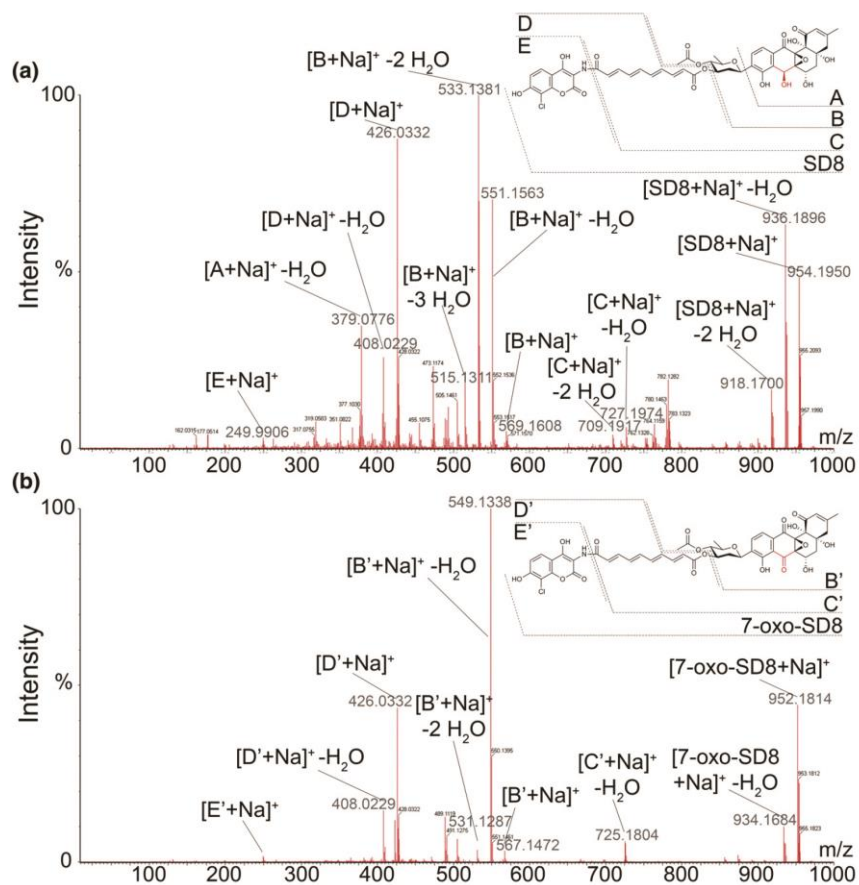 (a)
[B+Na]⁺ -2 H₂O
533.1381
[D+Na]⁺
426.0332
[D+Na]⁺ -H₂O
[A+Na]⁺ -H₂O
379.0776
408.0229
[B+Na]⁺
-3 H₂O
515.1311
551.1563
[B+Na]⁺ -H₂O
[B+Na]⁺
569.1608
[C+Na]⁺
-H₂O
[C+Na]⁺
-2 H₂O
727.1974
709.1917
[SD8+Na]⁺ -H₂O
936.1896
[SD8+Na]⁺
954.1950
[SD8+Na]⁺
-2 H₂O
918.1700
[E+Na]⁺
249.9906
D
E
A
B
C
SD8
100
%
0
Intensity
0 100 200 300 400 500 600 700 800 900 1000
m/z
(b)
549.1338
[B'+Na]⁺ -H₂O
[D'+Na]⁺
426.0332
[D'+Na]⁺ -H₂O
408.0229
[B'+Na]⁺
-2 H₂O
531.1287
[B'+Na]⁺
567.1472
[C'+Na]⁺
-H₂O
725.1804
[7-oxo-SD8+Na]⁺
952.1814
[7-oxo-SD8
+Na]⁺ -H₂O
934.1684
[E'+Na]⁺
D'
E'
B'
C'
7-oxo-SD8
100
%
0
Intensity
0 100 200 300 400 500 600 700 800 900 1000
m/z